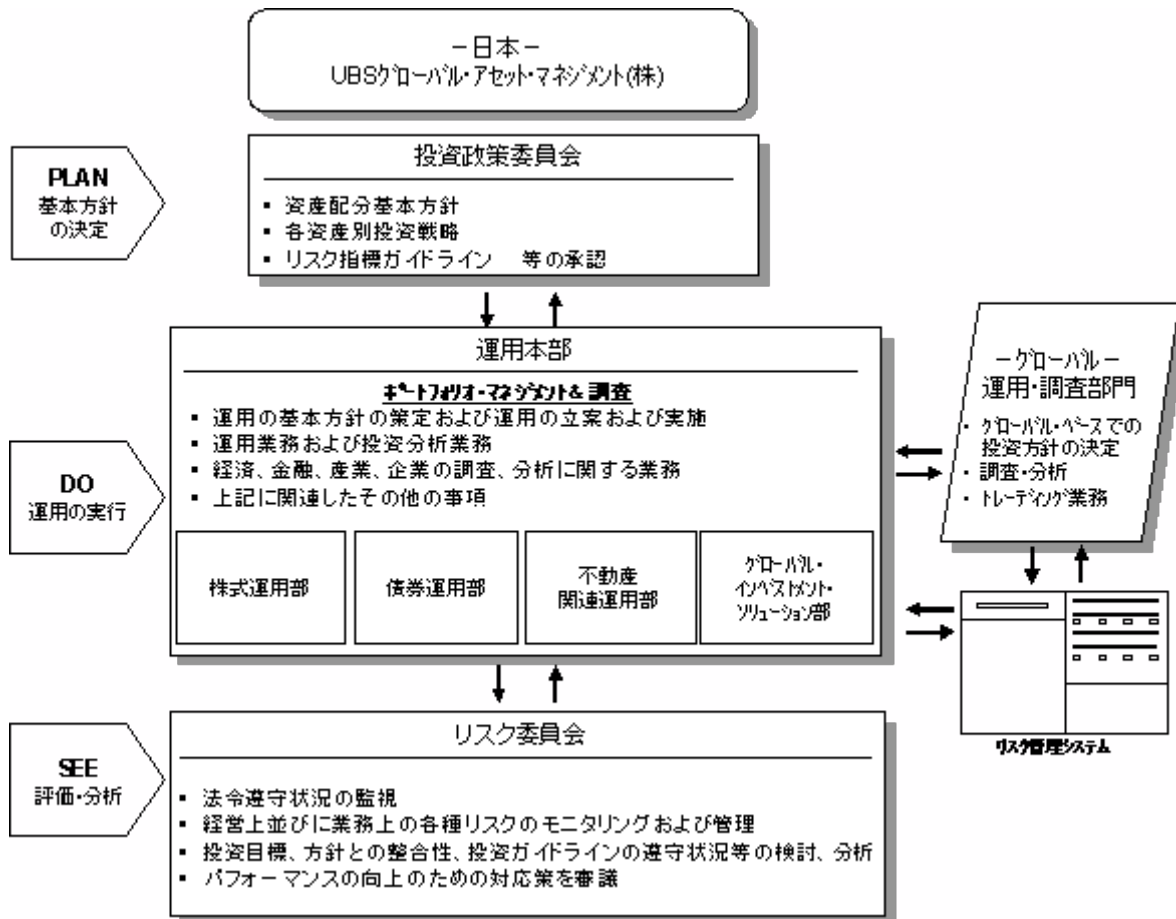 －日本－
UBSｸﾞﾛｰﾊﾞﾙ・ｱｾｯﾄ・ﾏﾈｼﾞﾒﾝﾄ(株)
PLAN
基本方針
の決定
投資政策委員会
▪ 資産配分基本方針
▪ 各資産別投資戦略
▪ リスク指標ガイドライン　等の承認
運用本部
ﾎﾟｰﾄﾌｫﾘｵ・ﾏﾈｼﾞﾒﾝﾄ& 調査
▪ 運用の基本方針の策定および運用の立案および実施
▪ 運用業務および投資分析業務
▪ 経済、金融、産業、企業の調査、分析に関する業務
▪ 上記に関連したその他の事項
DO
運用の実行
株式運用部
債券運用部
不動産
関連運用部
ｸﾞﾛｰﾊﾞﾙ・
ｲﾝﾍﾞｽﾄﾒﾝﾄ・
ｿﾘｭｰｼｮﾝ部
－ｸﾞﾛｰﾊﾞﾙ－
運用・調査部門
・ ｸﾞﾛｰﾊﾞﾙ・ﾍﾞｰｽでの
投資方針の決定
・ 調査・分析
・ ﾄﾚｰﾃﾞｨﾝｸﾞ業務
リスク管理システム
SEE
評価・分析
リスク委員会
▪ 法令遵守状況の監視
▪ 経営上並びに業務上の各種リスクのモニタリングおよび管理
▪ 投資目標、方針との整合性、投資ガイドラインの遵守状況等の検討、分析
▪ パフォーマンスの向上のための対応策を審議